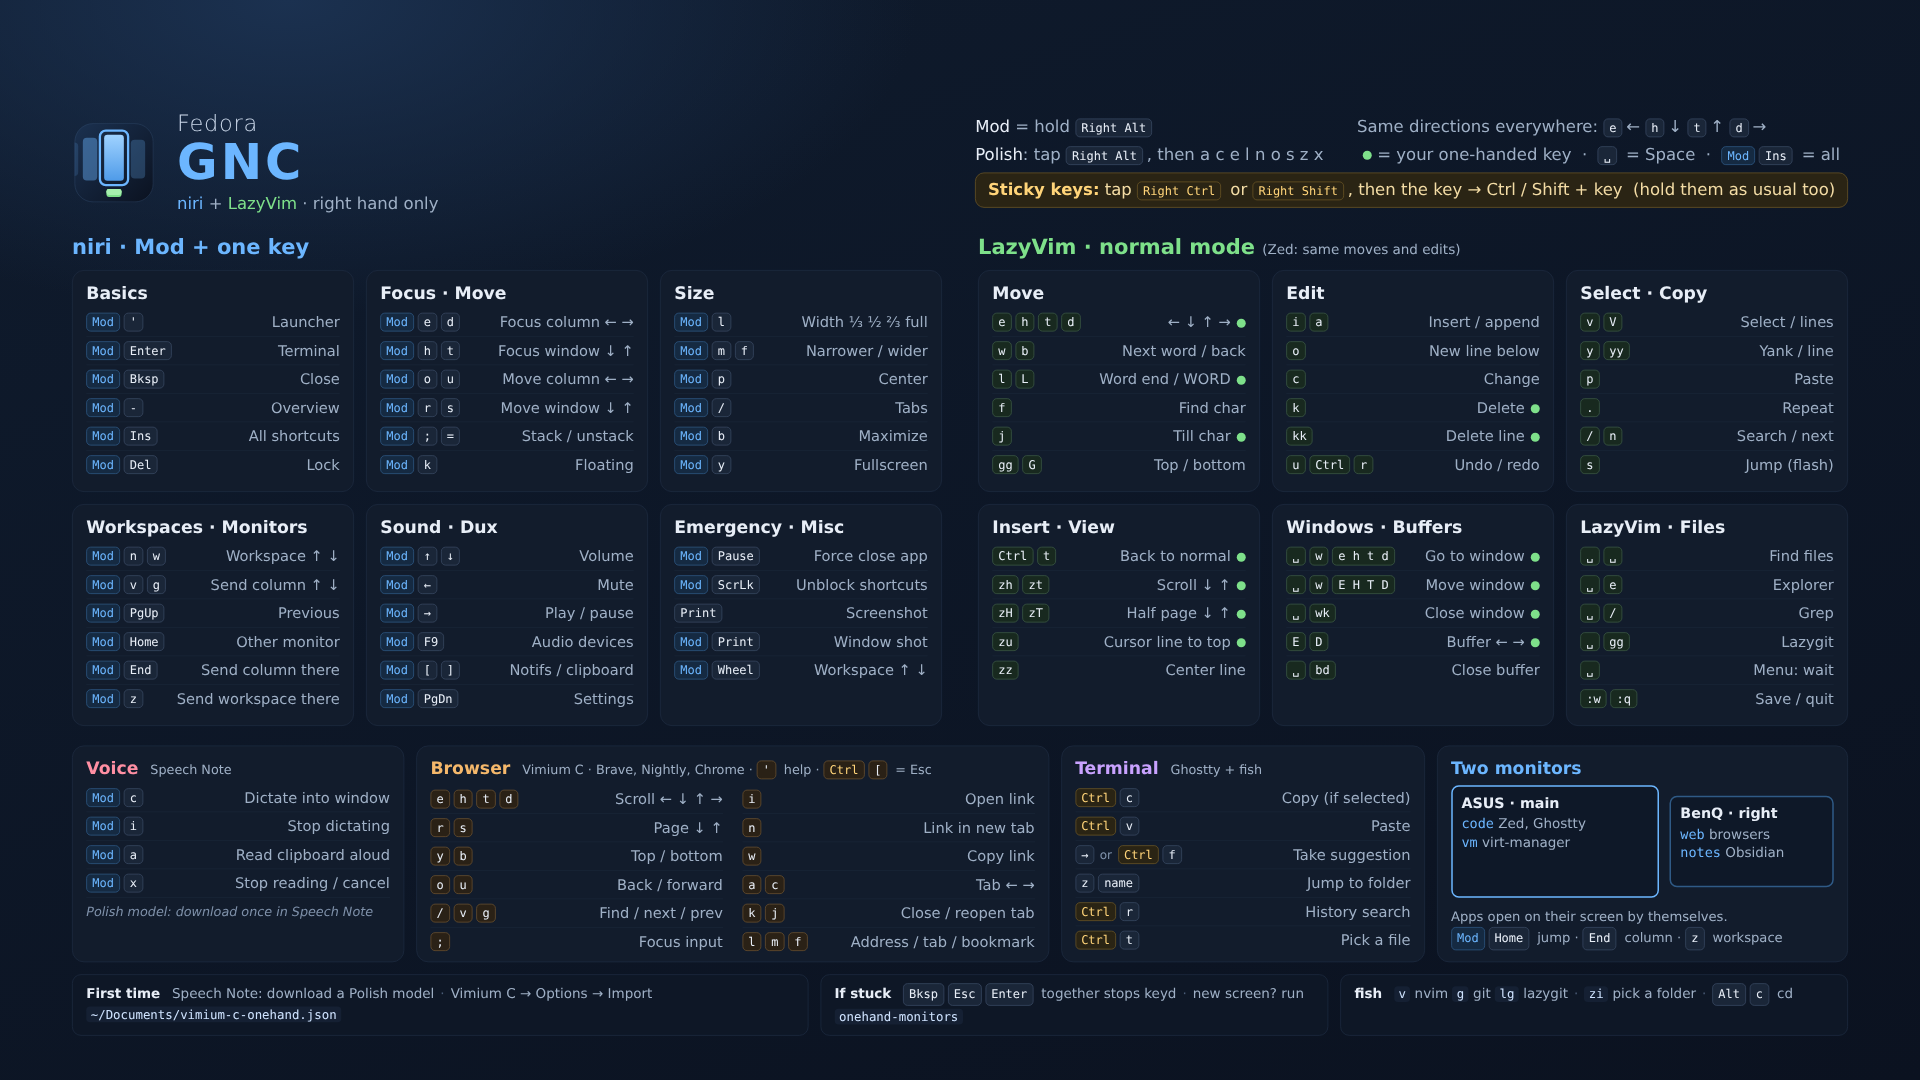 Fedora
GNC
niri + LazyVim · right hand only
Mod = hold Right Alt
Same directions everywhere: e ← h ↓ t ↑ d →
Polish: tap Right Alt , then a c e l n o s z x
● = your one-handed key · ␣ = Space · Mod Ins = all
Sticky keys: tap Right Ctrl or Right Shift , then the key → Ctrl / Shift + key (hold them as usual too)
niri · Mod + one key
Basics
Mod ' Launcher
Mod Enter Terminal
Mod Bksp Close
Mod - Overview
Mod Ins All shortcuts
Mod Del Lock
Focus · Move
Mod e d Focus column ← →
Mod h t Focus window ↓ ↑
Mod o u Move column ← →
Mod r s Move window ↓ ↑
Mod ; = Stack / unstack
Mod k Floating
Size
Mod l Width ⅓ ½ ⅔ full
Mod m f Narrower / wider
Mod p Center
Mod / Tabs
Mod b Maximize
Mod y Fullscreen
Workspaces · Monitors
Mod n w Workspace ↑ ↓
Mod v g Send column ↑ ↓
Mod PgUp Previous
Mod Home Other monitor
Mod End Send column there
Mod z Send workspace there
Sound · Dux
Mod ↑ ↓ Volume
Mod ← Mute
Mod → Play / pause
Mod F9 Audio devices
Mod [ ] Notifs / clipboard
Mod PgDn Settings
Emergency · Misc
Mod Pause Force close app
Mod ScrLk Unblock shortcuts
Print Screenshot
Mod Print Window shot
Mod Wheel Workspace ↑ ↓
LazyVim · normal mode (Zed: same moves and edits)
Move
e h t d ← ↓ ↑ → ●
w b Next word / back
l L Word end / WORD ●
f Find char
j Till char ●
gg G Top / bottom
Edit
i a Insert / append
o New line below
c Change
k Delete ●
kk Delete line ●
u Ctrl r Undo / redo
Select · Copy
v V Select / lines
y yy Yank / line
p Paste
. Repeat
/ n Search / next
s Jump (flash)
Insert · View
Ctrl t Back to normal ●
zh zt Scroll ↓ ↑ ●
zH zT Half page ↓ ↑ ●
zu Cursor line to top ●
zz Center line
Windows · Buffers
␣ w e h t d Go to window ●
␣ w E H T D Move window ●
␣ wk Close window ●
E D Buffer ← → ●
␣ bd Close buffer
LazyVim · Files
␣ ␣ Find files
␣ e Explorer
␣ / Grep
␣ gg Lazygit
␣ Menu: wait
:w :q Save / quit
Voice Speech Note
Mod c Dictate into window
Mod i Stop dictating
Mod a Read clipboard aloud
Mod x Stop reading / cancel
Polish model: download once in Speech Note
Browser Vimium C · Brave, Nightly, Chrome · ' help · Ctrl [ = Esc
e h t d Scroll ← ↓ ↑ →
r s Page ↓ ↑
y b Top / bottom
o u Back / forward
/ v g Find / next / prev
; Focus input
i Open link
n Link in new tab
w Copy link
a c Tab ← →
k j Close / reopen tab
l m f Address / tab / bookmark
Terminal Ghostty + fish
Ctrl c Copy (if selected)
Ctrl v Paste
→ or Ctrl f Take suggestion
z name Jump to folder
Ctrl r History search
Ctrl t Pick a file
Two monitors
ASUS · main
code Zed, Ghostty
vm virt-manager
BenQ · right
web browsers
notes Obsidian
Apps open on their screen by themselves.
Mod Home jump · End column · z workspace
First time Speech Note: download a Polish model · Vimium C → Options → Import
~/Documents/vimium-c-onehand.json
If stuck Bksp Esc Enter together stops keyd · new screen? run
onehand-monitors
fish v nvim g git lg lazygit · zi pick a folder · Alt c cd